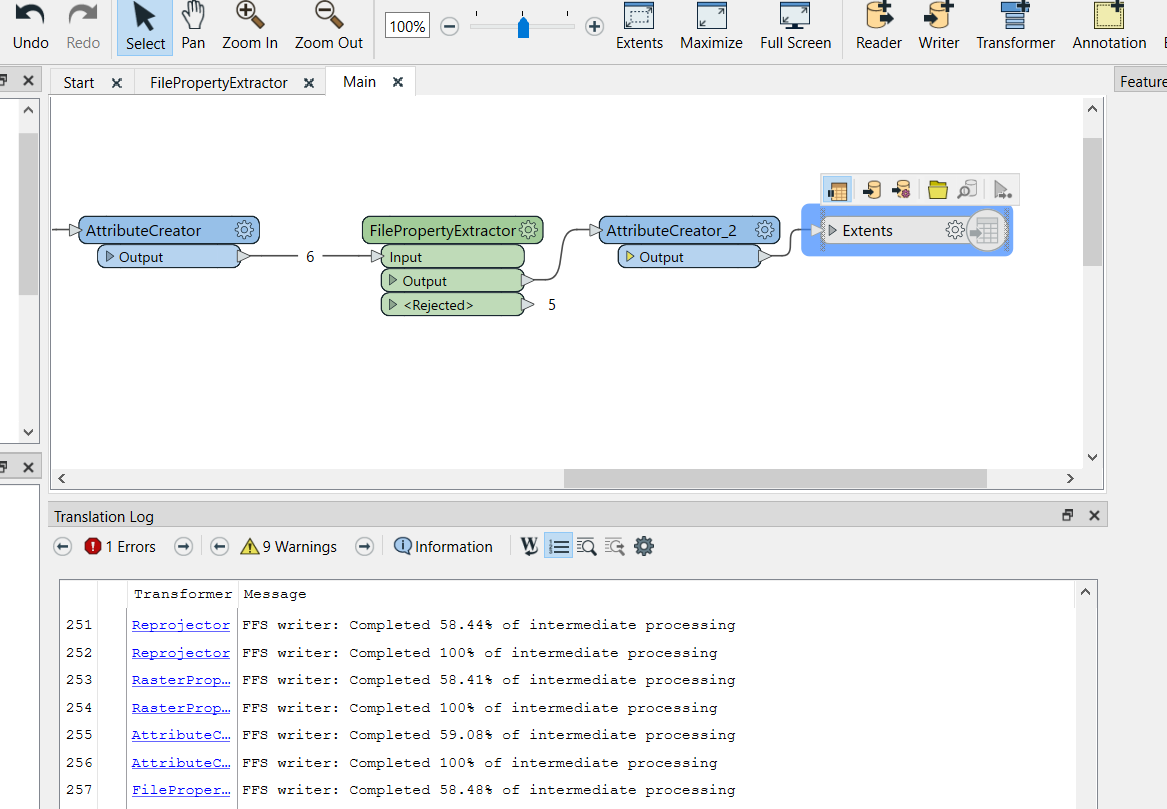 Undo Redo Select Pan Zoom In Zoom Out 100% Extents Maximize Full Screen Reader Writer Transformer Annotation
Start FilePropertyExtractor Main Feature
AttributeCreator FilePropertyExtractor AttributeCreator_2 Extents
Output 6 Input Output
Output
<Rejected> 5
Translation Log
1 Errors 9 Warnings Information
Transformer Message
251 Reprojector FFS writer: Completed 58.44% of intermediate processing
252 Reprojector FFS writer: Completed 100% of intermediate processing
253 RasterProp... FFS writer: Completed 58.41% of intermediate processing
254 RasterProp... FFS writer: Completed 100% of intermediate processing
255 AttributeC... FFS writer: Completed 59.08% of intermediate processing
256 AttributeC... FFS writer: Completed 100% of intermediate processing
257 FileProper... FFS writer: Completed 58.48% of intermediate processing